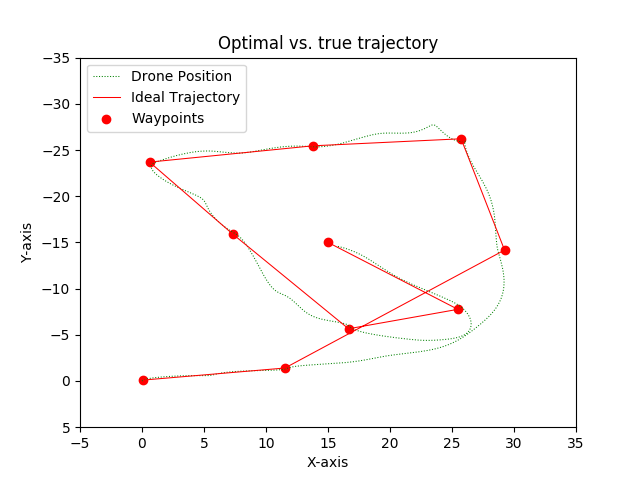 Optimal vs. true trajectory
Drone Position
Ideal Trajectory
Waypoints
−35
−30
−25
−20
−15
−10
−5
0
5
Y-axis
−5 0 5 10 15 20 25 30 35
X-axis